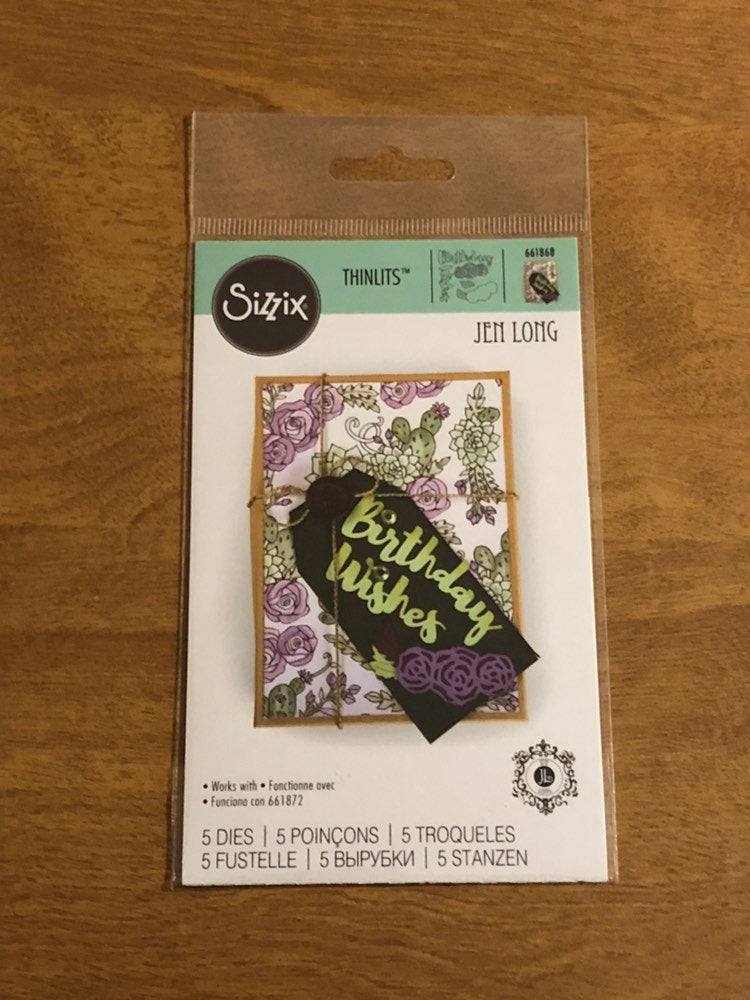 Sizzix
THINLITS™
661868
JEN LONG
Birthday
Wishes
• Works with • Fonctionne avec
• Funciona con 661872
5 DIES | 5 POINÇONS | 5 TROQUELES
5 FUSTELLE | 5 ВЫРУБКИ | 5 STANZEN